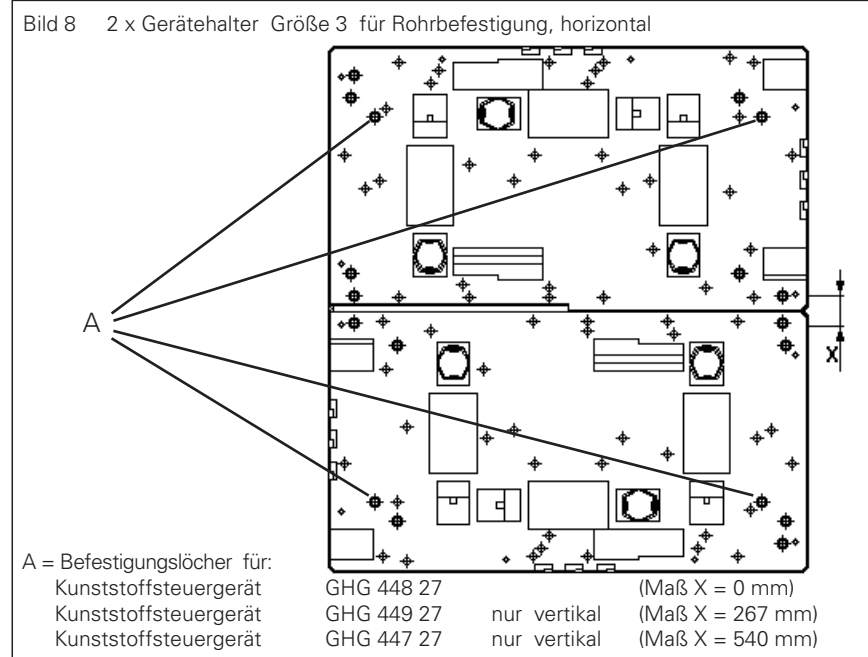 Bild 8 2 x Gerätehalter Größe 3 für Rohrbefestigung, horizontal
A
X
A = Befestigungslöcher für:
Kunststoffsteuergerät GHG 448 27 (Maß X = 0 mm)
Kunststoffsteuergerät GHG 449 27 nur vertikal (Maß X = 267 mm)
Kunststoffsteuergerät GHG 447 27 nur vertikal (Maß X = 540 mm)